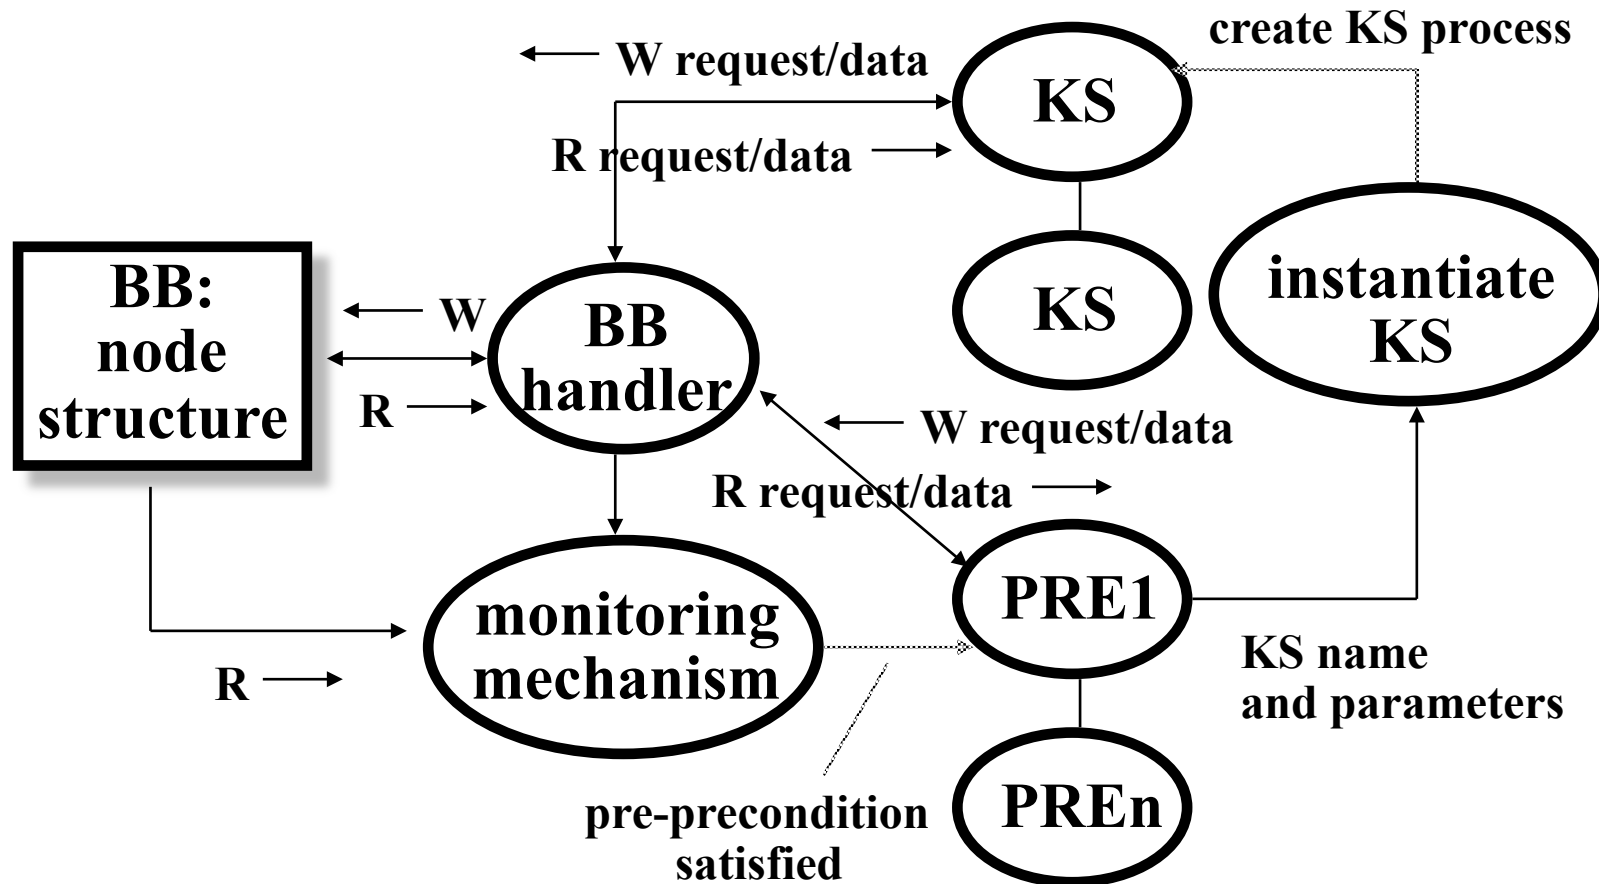 create KS process
W request/data
KS
R request/data
BB:
node
structure
W
R
BB
handler
KS
instantiate
KS
W request/data
R request/data
monitoring
mechanism
R
PRE1
KS name
and parameters
pre-precondition
satisfied
PREn